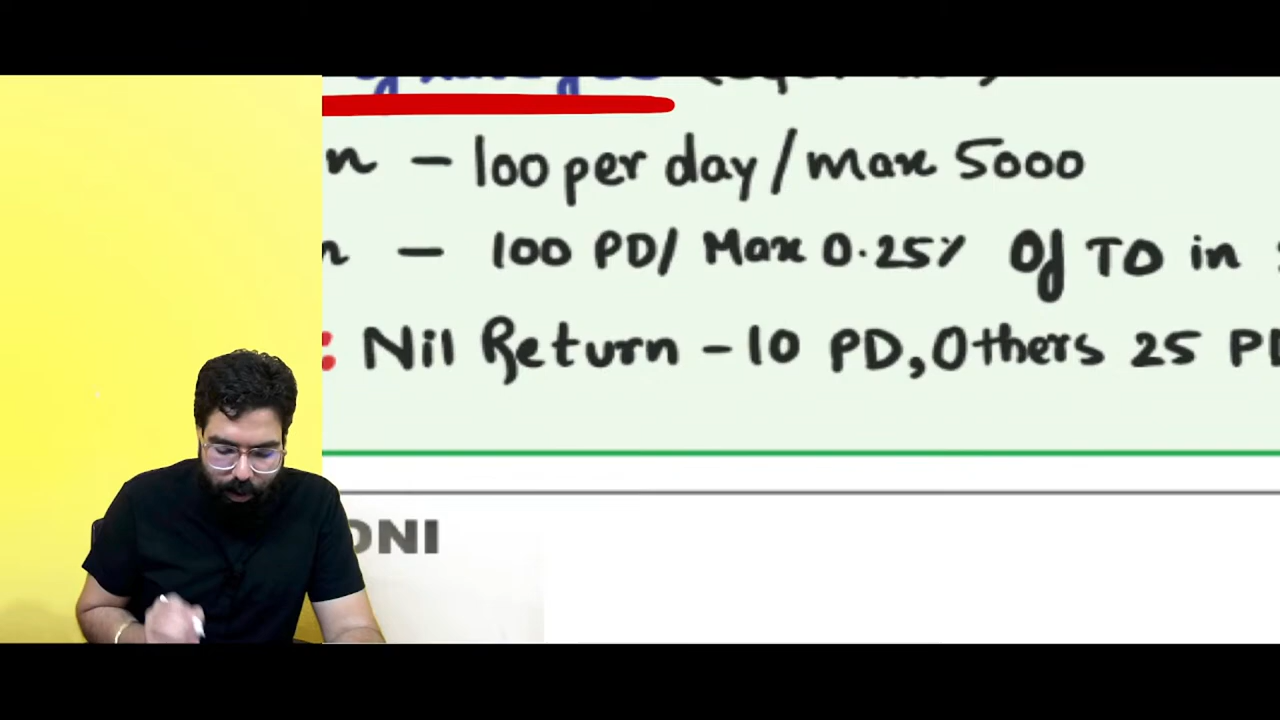 n - 100 per day / max 5000
n - 100 PD/ Max 0.25% Of TO in
: Nil Return - 10 PD, Others 25 PD
ONI